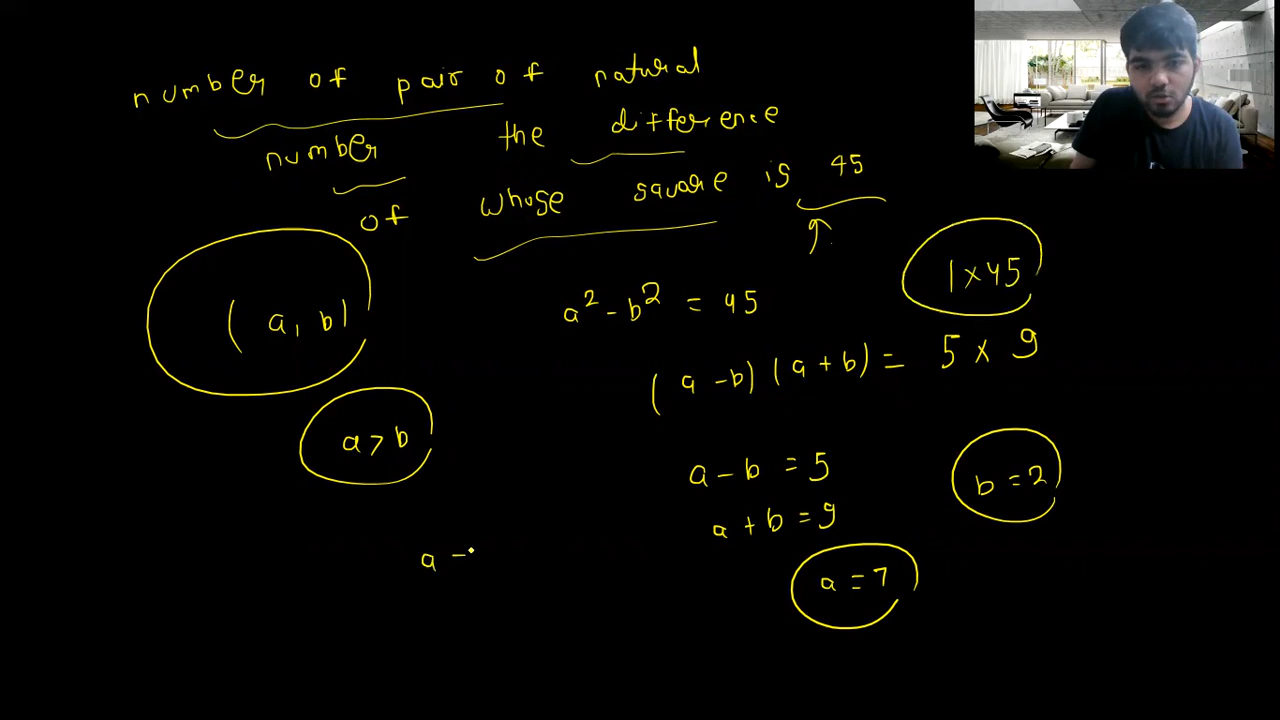 number of pair of natural
number the difference
of whose square is 45
1 x 45
(a, b)
a² - b² = 45
(a - b) (a + b) = 5 x 9
a > b
a - b = 5
b = 2
a + b = 9
a -
a = 7